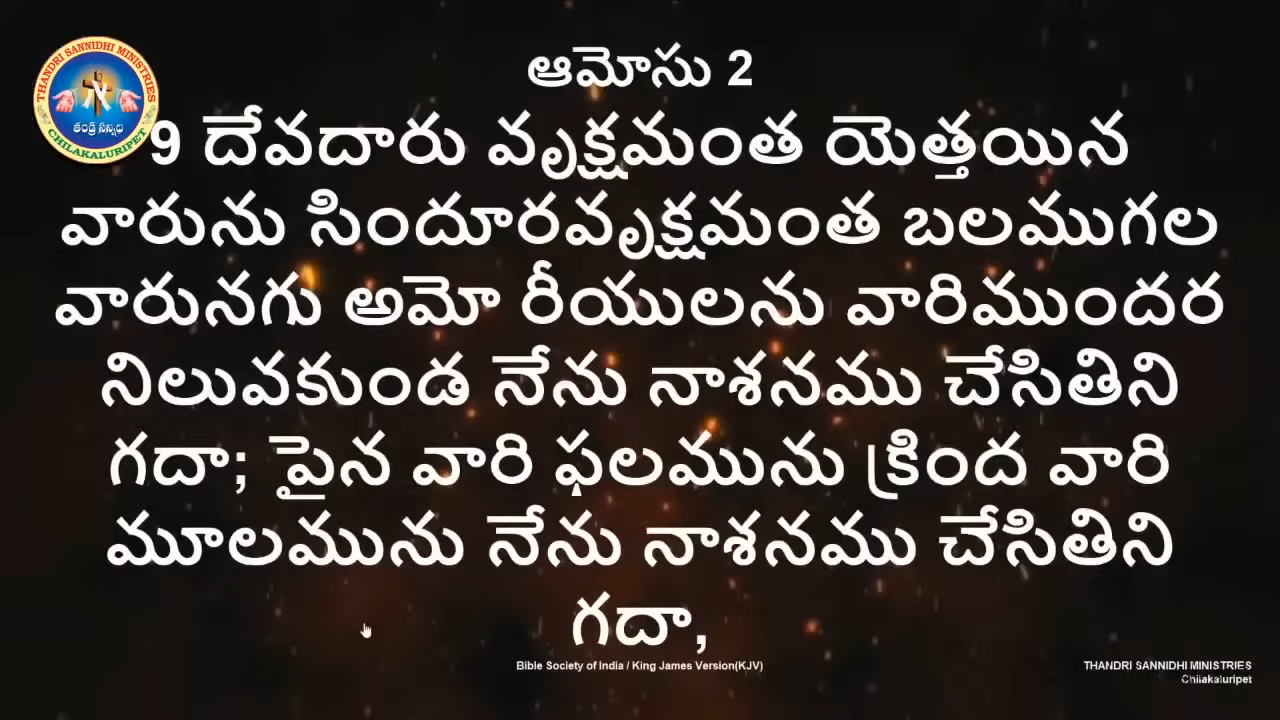 THANDRI SANNIDHI MINISTRIES
తండ్రి సన్నిధి
CHILAKALURIPET
ఆమోసు 2
9 దేవదారు వృక్షమంత యెత్తయిన
వారును సిందూరవృక్షమంత బలముగల
వారునగు అమో రీయులను వారిముందర
నిలువకుండ నేను నాశనము చేసితిని
గదా; పైన వారి ఫలమును క్రింద వారి
మూలమును నేను నాశనము చేసితిని
గదా,
Bible Society of India / King James Version(KJV)
THANDRI SANNIDHI MINISTRIES
Chilakaluripet